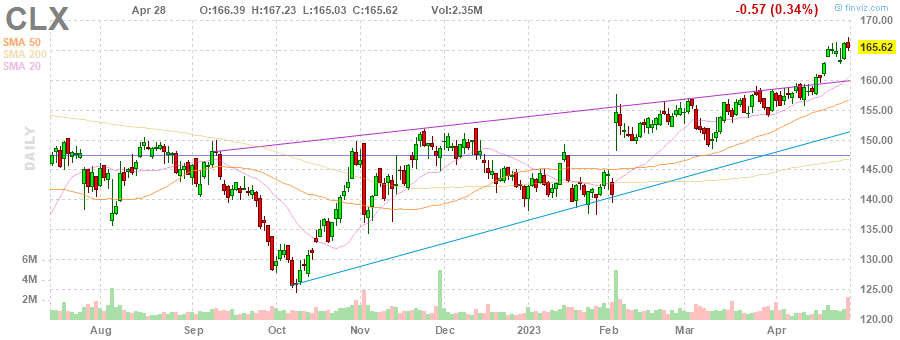 CLX Apr 28 O:166.39 H:167.23 L:165.03 C:165.62 Vol:2.35M -0.57 (0.34%) © finviz.com
SMA 50
SMA 200
SMA 20
DAILY
170.00
165.62
160.00
155.00
150.00
145.00
140.00
135.00
130.00
125.00
120.00
6M
4M
2M
Aug Sep Oct Nov Dec 2023 Feb Mar Apr